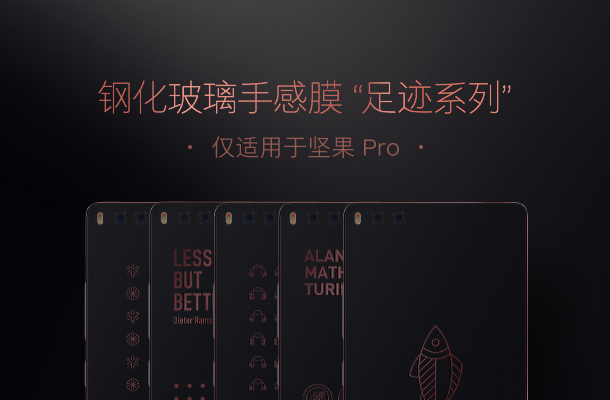 钢化玻璃手感膜 “足迹系列”
· 仅适用于坚果 Pro ·
LESS
BUT
BETT
Dieter Rams
ALAN
MATH
TURI